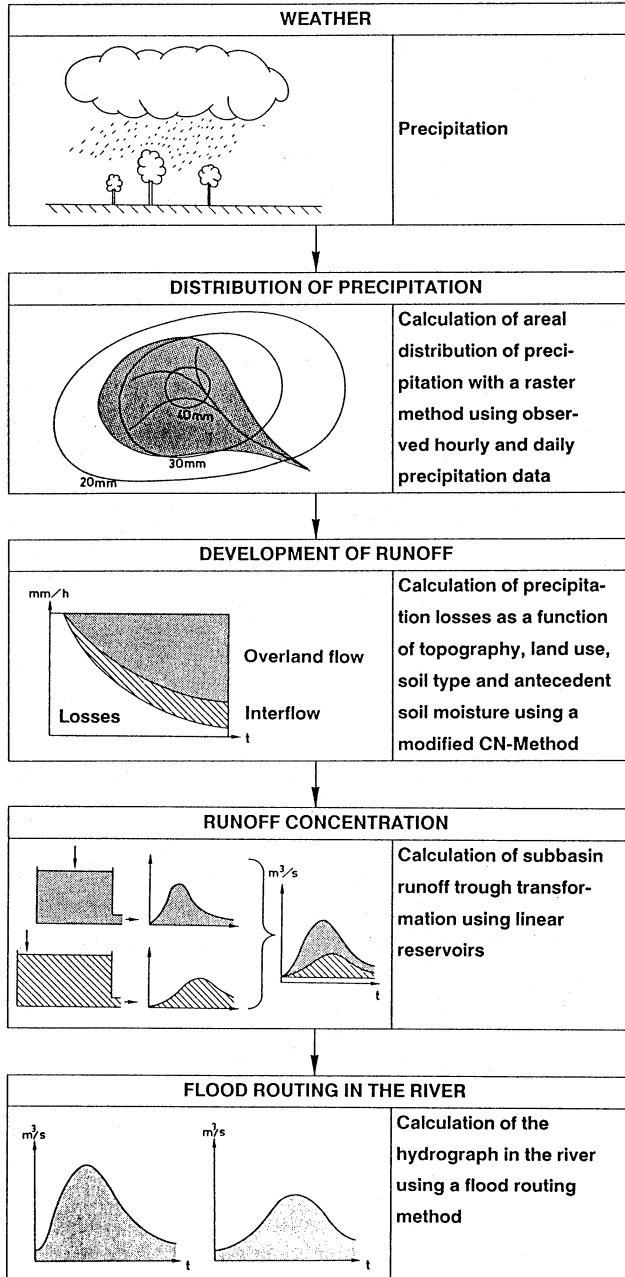 WEATHER
Precipitation
DISTRIBUTION OF PRECIPITATION
40mm
30mm
20mm
Calculation of areal
distribution of preci-
pitation with a raster
method using obser-
ved hourly and daily
precipitation data
DEVELOPMENT OF RUNOFF
mm/h
Overland flow
Losses
Interflow
t
Calculation of precipita-
tion losses as a function
of topography, land use,
soil type and antecedent
soil moisture using a
modified CN-Method
RUNOFF CONCENTRATION
m³/s
t
Calculation of subbasin
runoff trough transfor-
mation using linear
reservoirs
FLOOD ROUTING IN THE RIVER
m³/s
t
m³/s
t
Calculation of the
hydrograph in the river
using a flood routing
method